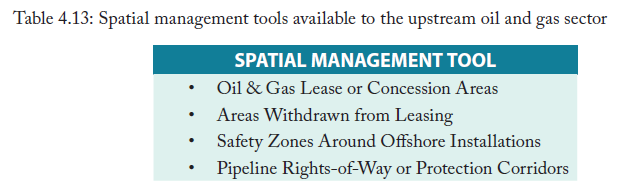 Table 4.13: Spatial management tools available to the upstream oil and gas sector
SPATIAL MANAGEMENT TOOL
• Oil & Gas Lease or Concession Areas
• Areas Withdrawn from Leasing
• Safety Zones Around Offshore Installations
• Pipeline Rights-of-Way or Protection Corridors